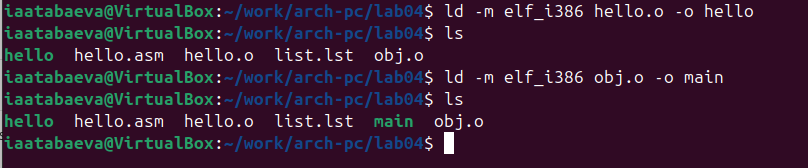 iaatabaeva@VirtualBox:~/work/arch-pc/lab04$ ld -m elf_i386 hello.o -o hello
iaatabaeva@VirtualBox:~/work/arch-pc/lab04$ ls
hello  hello.asm  hello.o  list.lst  obj.o
iaatabaeva@VirtualBox:~/work/arch-pc/lab04$ ld -m elf_i386 obj.o -o main
iaatabaeva@VirtualBox:~/work/arch-pc/lab04$ ls
hello  hello.asm  hello.o  list.lst  main  obj.o
iaatabaeva@VirtualBox:~/work/arch-pc/lab04$